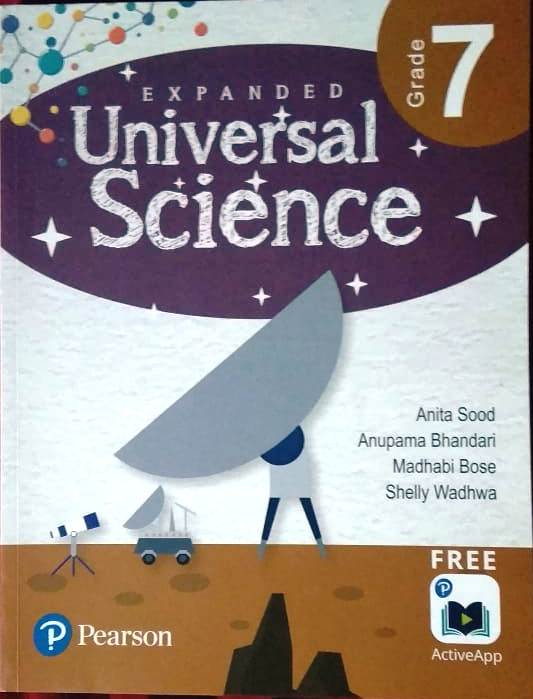 Grade 7
EXPANDED
Universal
Science
Anita Sood
Anupama Bhandari
Madhabi Bose
Shelly Wadhwa
FREE
P
ActiveApp
P Pearson